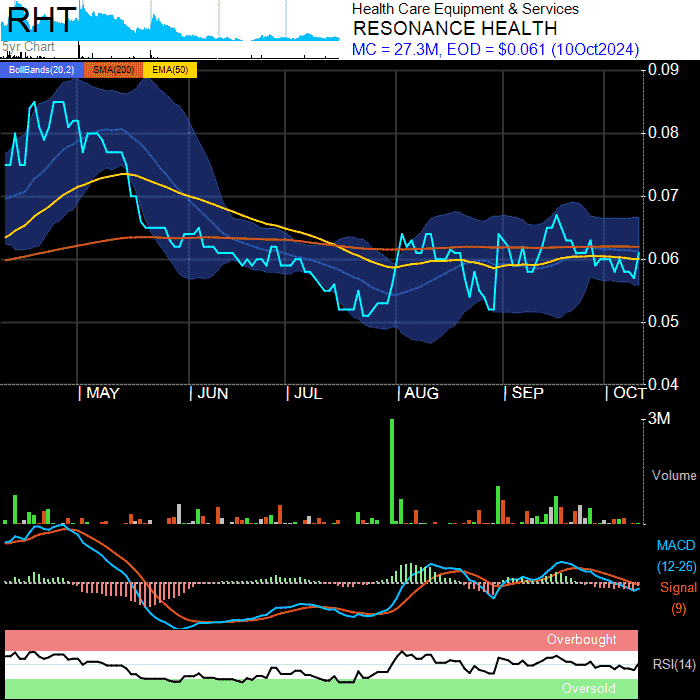 RHT
5yr Chart
Health Care Equipment & Services
RESONANCE HEALTH
MC = 27.3M, EOD = $0.061 (10Oct2024)
BollBands(20,2) SMA(200) EMA(50)
0.09
0.08
0.07
0.06
0.05
0.04
| MAY | JUN | JUL | AUG | SEP | OCT
3M
Volume
MACD
(12-26)
Signal
(9)
Overbought
RSI(14)
Oversold